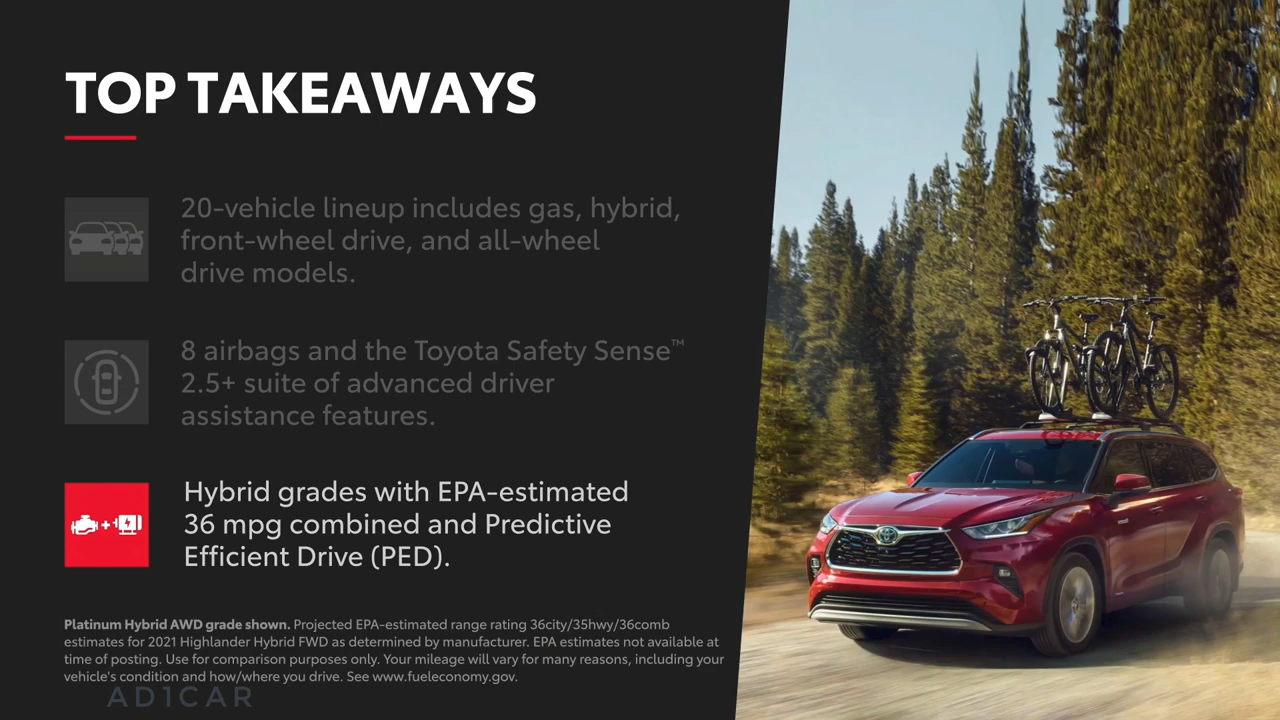 TOP TAKEAWAYS
20-vehicle lineup includes gas, hybrid,
front-wheel drive, and all-wheel
drive models.
8 airbags and the Toyota Safety Sense™
2.5+ suite of advanced driver
assistance features.
Hybrid grades with EPA-estimated
36 mpg combined and Predictive
Efficient Drive (PED).
Platinum Hybrid AWD grade shown. Projected EPA-estimated range rating 36city/35hwy/36comb
estimates for 2021 Highlander Hybrid FWD as determined by manufacturer. EPA estimates not available at
time of posting. Use for comparison purposes only. Your mileage will vary for many reasons, including your
vehicle's condition and how/where you drive. See www.fueleconomy.gov.
AD1CAR